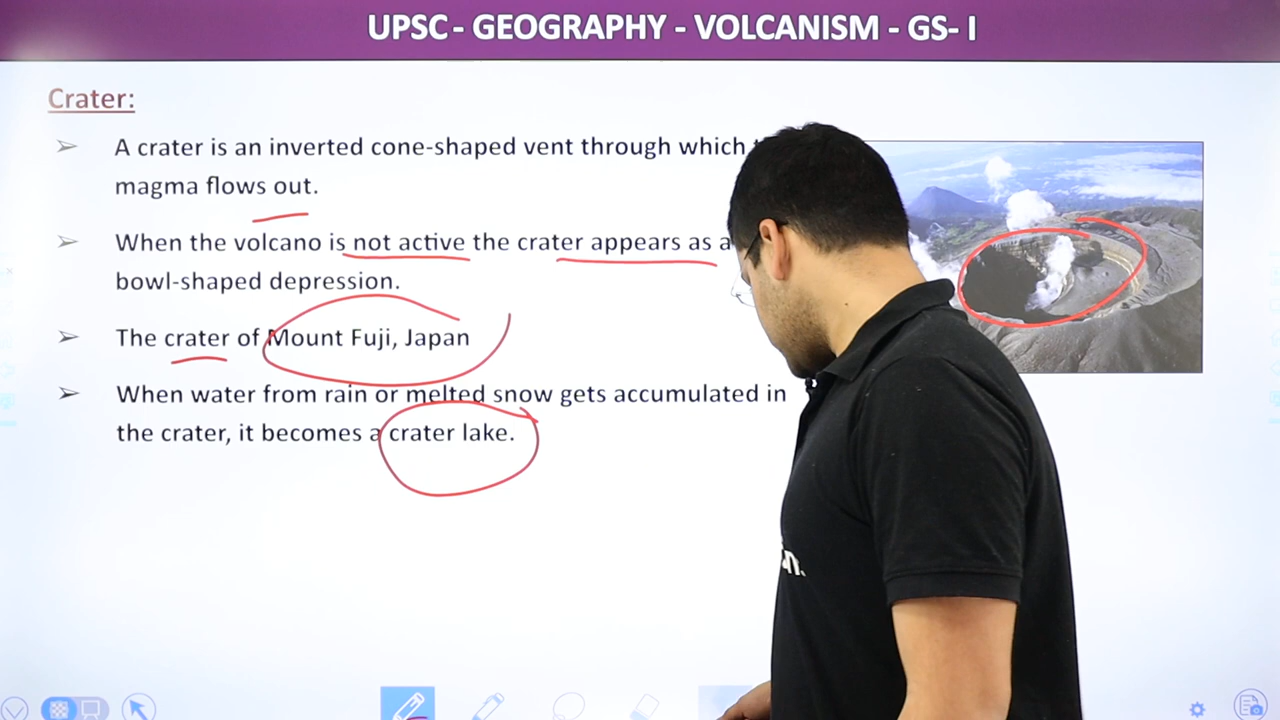 UPSC - GEOGRAPHY - VOLCANISM - GS- I
Crater:
➢ A crater is an inverted cone-shaped vent through which
magma flows out.
➢ When the volcano is not active the crater appears as a
bowl-shaped depression.
➢ The crater of Mount Fuji, Japan
➢ When water from rain or melted snow gets accumulated in
the crater, it becomes a crater lake.